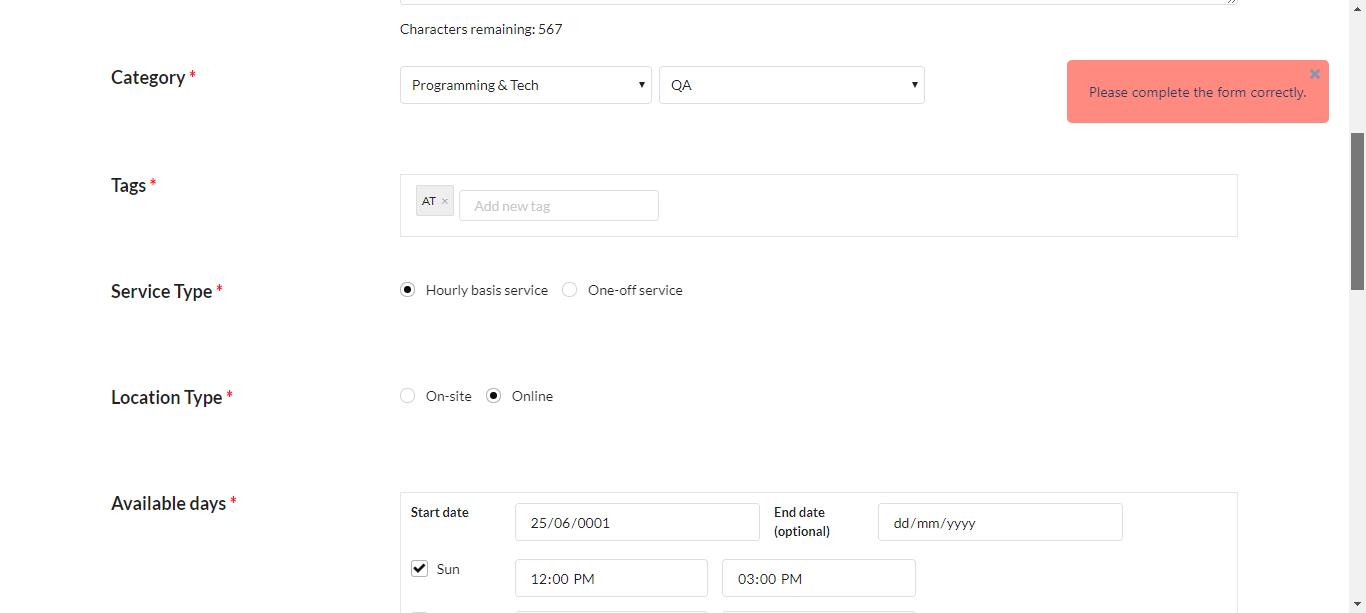 Characters remaining: 567
Category *
Programming & Tech
QA
Please complete the form correctly.
Tags *
AT ×
Add new tag
Service Type *
Hourly basis service
One-off service
Location Type *
On-site
Online
Available days *
Start date
25/06/0001
End date
(optional)
dd/mm/yyyy
Sun
12:00 PM
03:00 PM